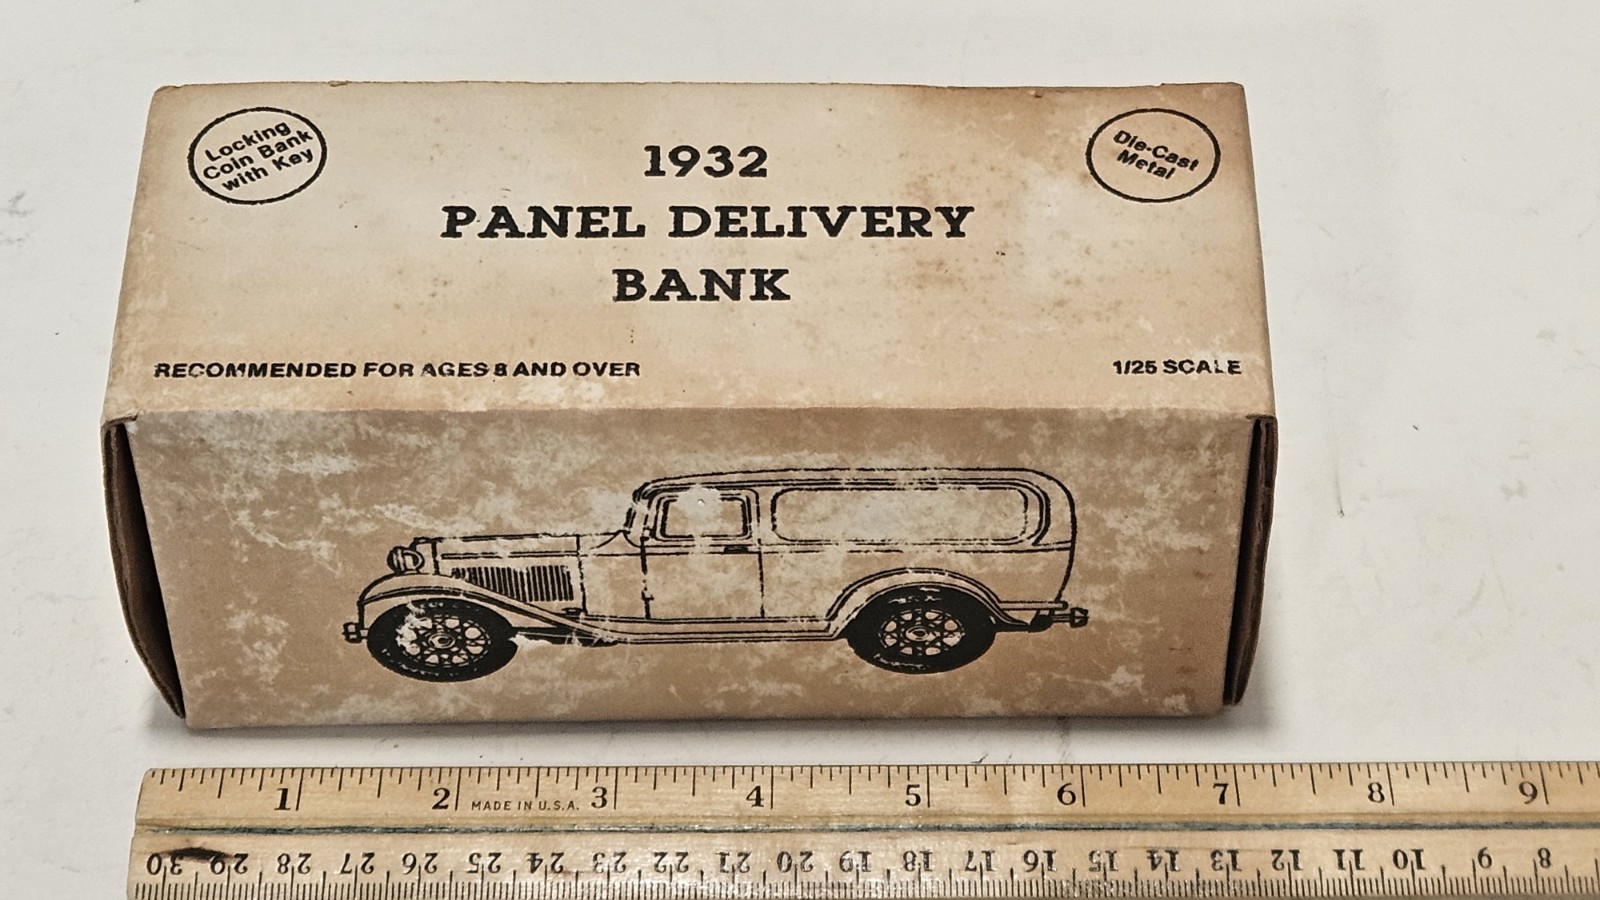 Locking
Coin Bank
with Key
Die-Cast
Metal
1932
PANEL DELIVERY
BANK
RECOMMENDED FOR AGES 8 AND OVER
1/25 SCALE
1 2 MADE IN U.S.A. 3 4 5 6 7 8 9
30 29 28 27 26 25 24 23 22 21 20 19 18 17 16 15 14 13 12 11 10 9 8